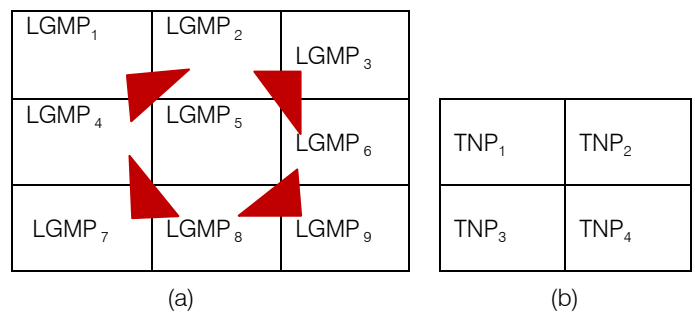 LGMP₁ LGMP₂ LGMP₃
LGMP₄ LGMP₅ LGMP₆
LGMP₇ LGMP₈ LGMP₉
(a)
TNP₁ TNP₂
TNP₃ TNP₄
(b)